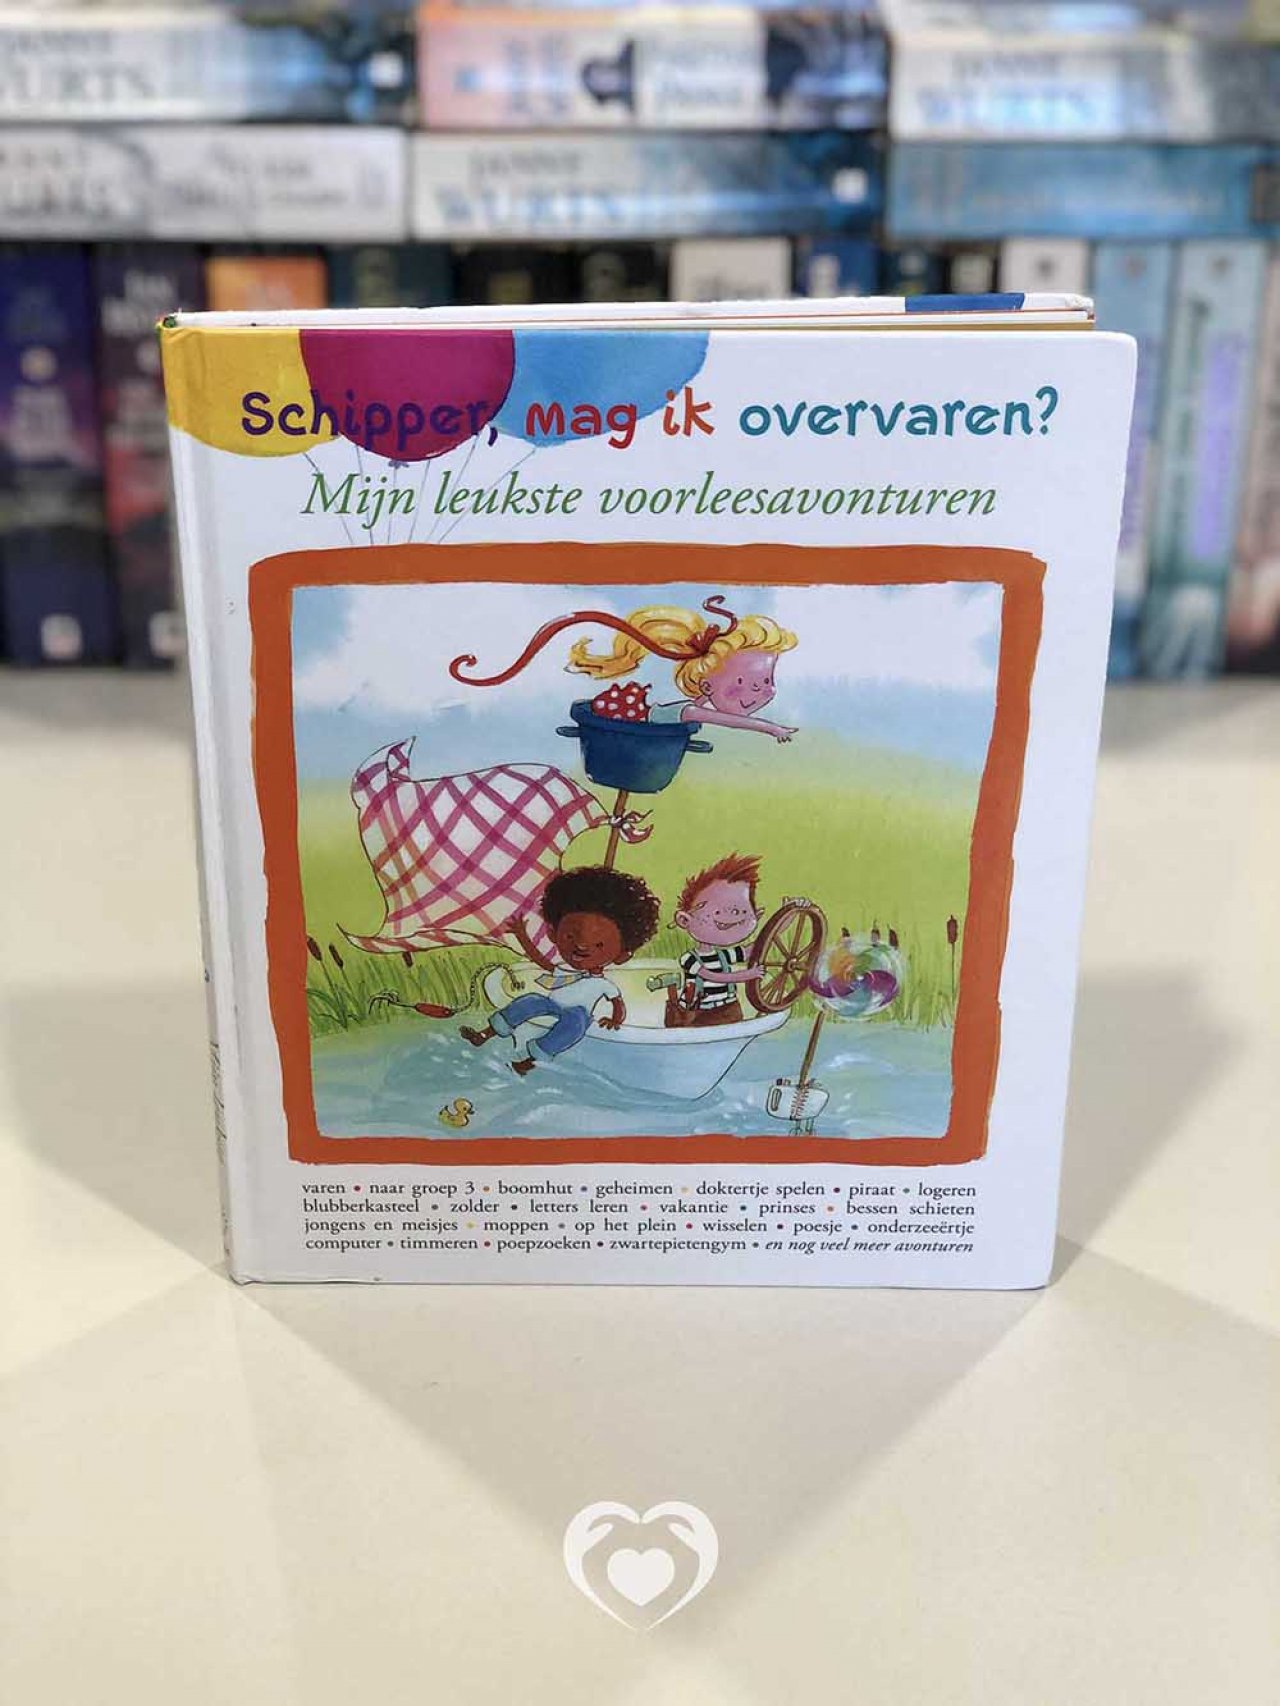 JANNY
WURTS
Schipper, mag ik overvaren?
Mijn leukste voorleesavonturen
varen • naar groep 3 • boomhut • geheimen • doktertje spelen • piraat • logeren
blubberkasteel • zolder • letters leren • vakantie • prinses • bessen schieten
jongens en meisjes • moppen • op het plein • wisselen • poesje • onderzeeërtje
computer • timmeren • poepzoeken • zwartepietengym • en nog veel meer avonturen